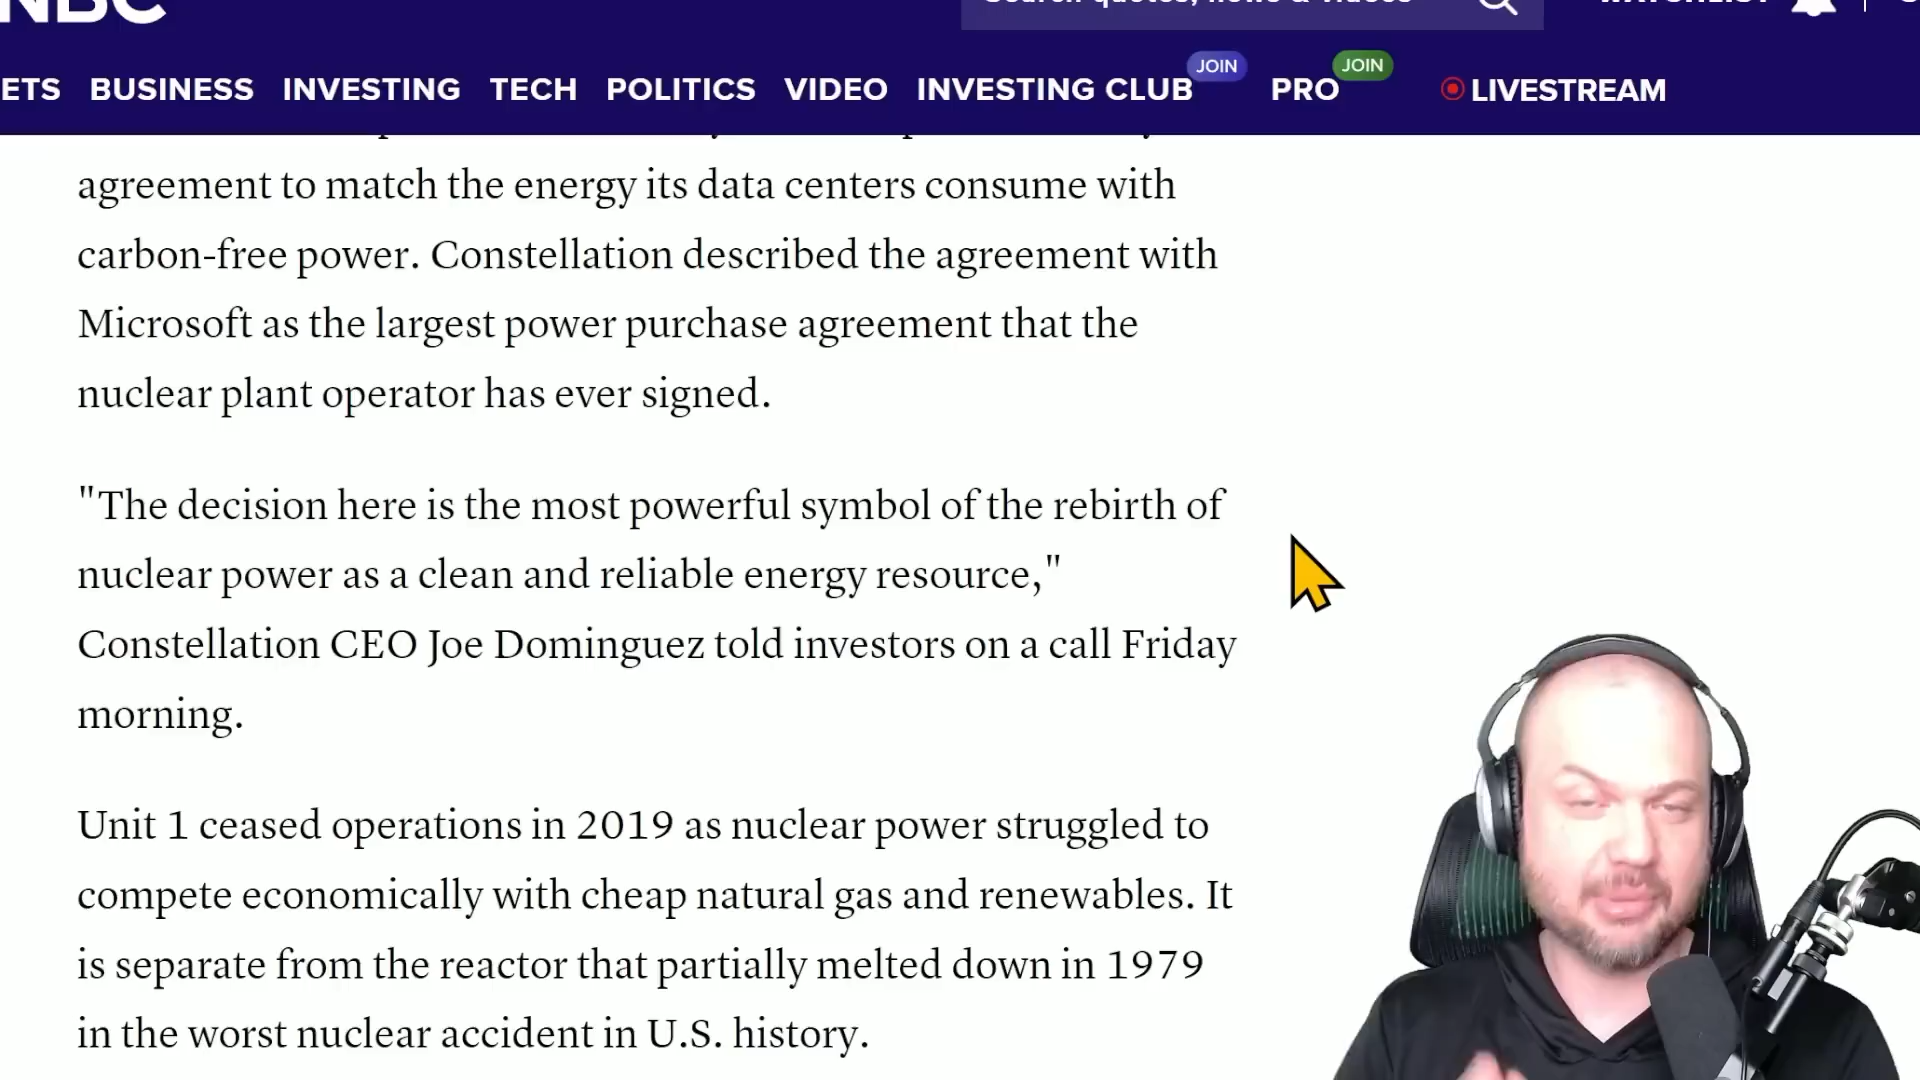 NBC
ETS BUSINESS INVESTING TECH POLITICS VIDEO INVESTING CLUB JOIN PRO JOIN LIVESTREAM
agreement to match the energy its data centers consume with
carbon-free power. Constellation described the agreement with
Microsoft as the largest power purchase agreement that the
nuclear plant operator has ever signed.
"The decision here is the most powerful symbol of the rebirth of
nuclear power as a clean and reliable energy resource,"
Constellation CEO Joe Dominguez told investors on a call Friday
morning.
Unit 1 ceased operations in 2019 as nuclear power struggled to
compete economically with cheap natural gas and renewables. It
is separate from the reactor that partially melted down in 1979
in the worst nuclear accident in U.S. history.